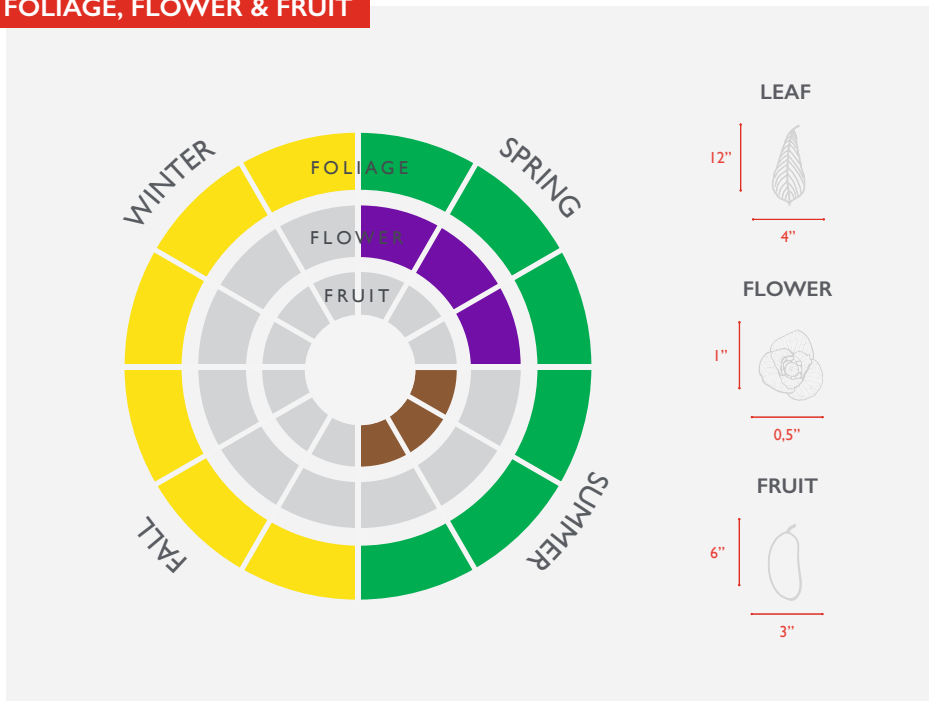 FOLIAGE, FLOWER & FRUIT
WINTER
SPRING
FOLIAGE
FLOWER
FRUIT
FALL
SUMMER
LEAF
12”
4”
FLOWER
1”
0,5”
FRUIT
6”
3”